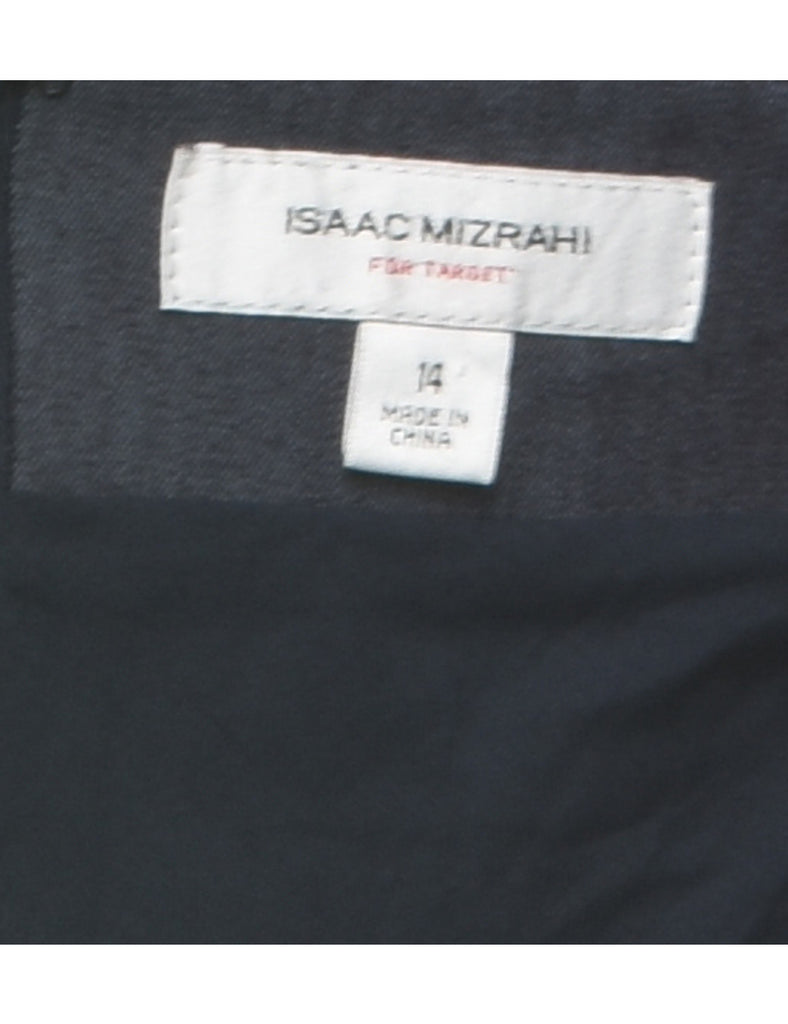 ISAAC MIZRAHI
FOR TARGET
14
MADE IN
CHINA